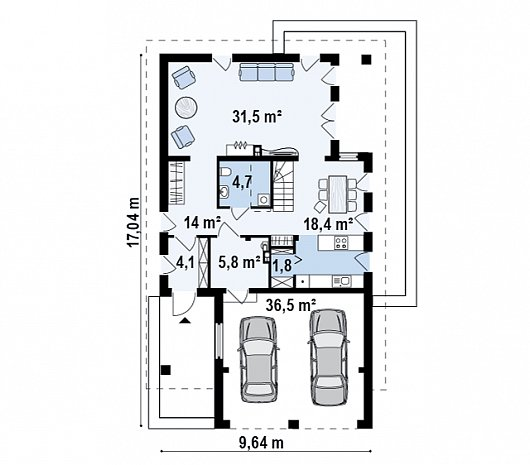 31,5 m²
4,7
14 m²
18,4 m²
4,1
5,8 m²
1,8
36,5 m²
17,04 m
9,64 m